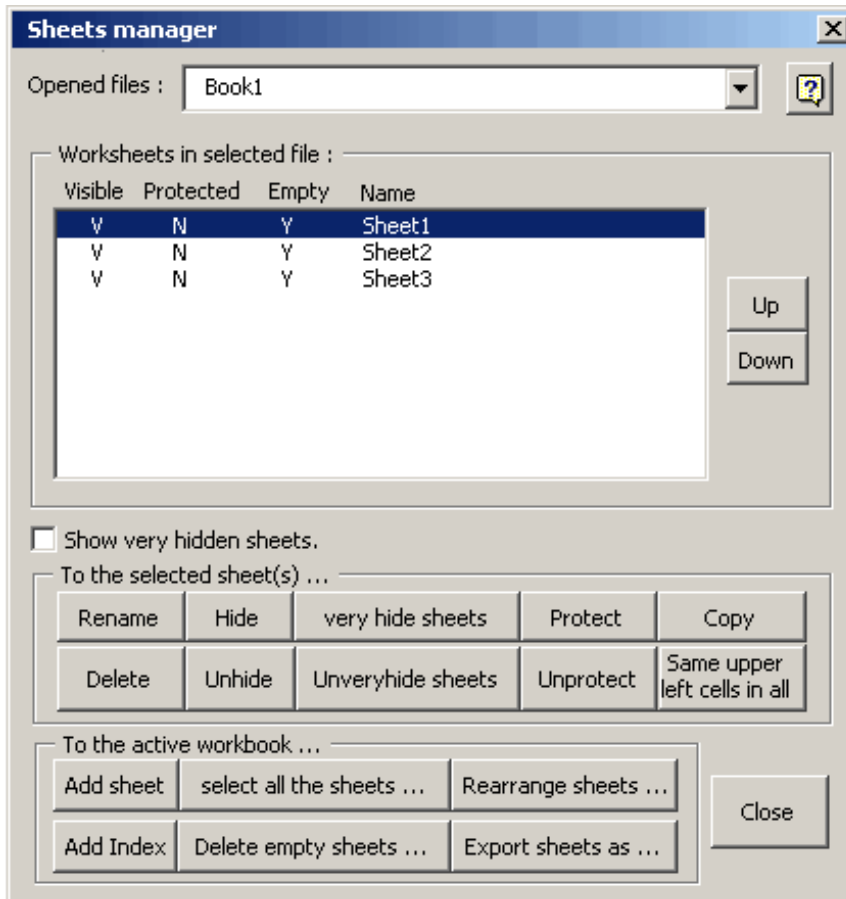 Sheets manager
Opened files : Book1
Worksheets in selected file :
Visible Protected Empty Name
V N Y Sheet1
V N Y Sheet2
V N Y Sheet3
Up
Down
Show very hidden sheets.
To the selected sheet(s) ...
Rename Hide very hide sheets Protect Copy
Delete Unhide Unveryhide sheets Unprotect Same upper
left cells in all
To the active workbook ...
Add sheet select all the sheets ... Rearrange sheets ...
Close
Add Index Delete empty sheets ... Export sheets as ...